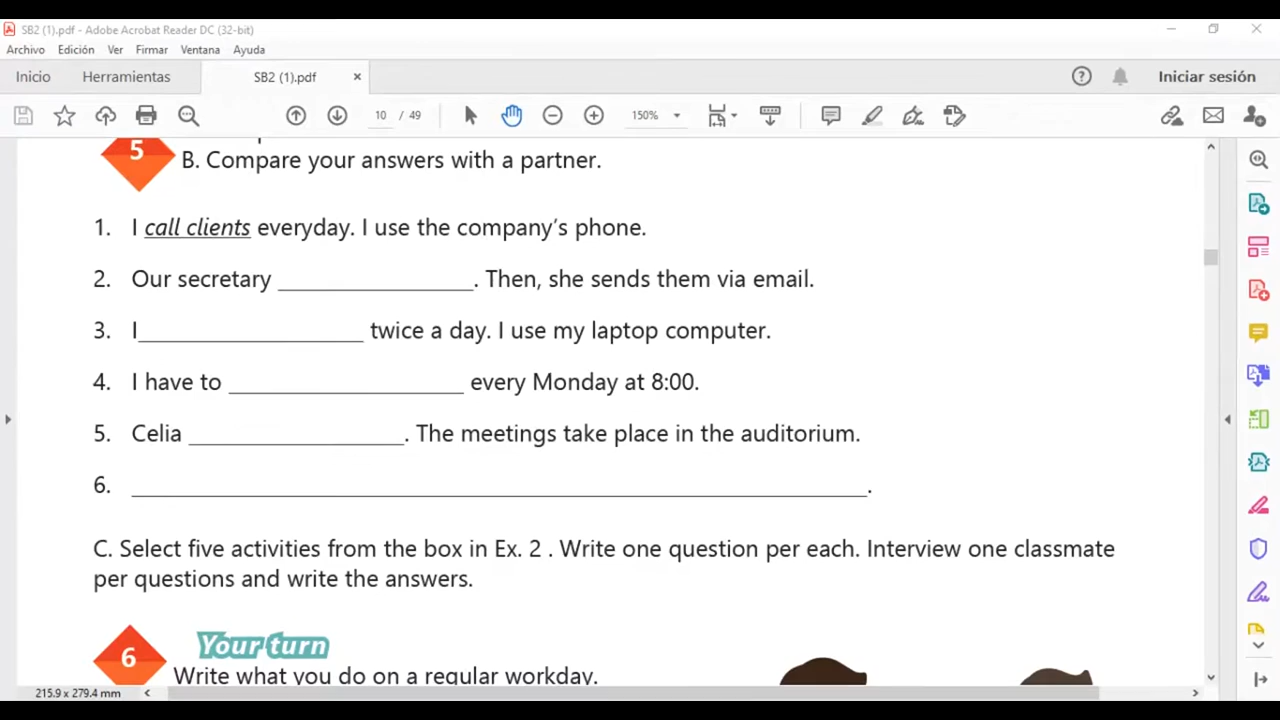 SB2 (1).pdf - Adobe Acrobat Reader DC (32-bit)
Archivo Edición Ver Firmar Ventana Ayuda
Inicio Herramientas SB2 (1).pdf × Iniciar sesión
10 / 49 150%
5
B. Compare your answers with a partner.
1. I call clients everyday. I use the company’s phone.
2. Our secretary ________________. Then, she sends them via email.
3. I___________________ twice a day. I use my laptop computer.
4. I have to ____________________ every Monday at 8:00.
5. Celia __________________. The meetings take place in the auditorium.
6. ______________________________________________________________.
C. Select five activities from the box in Ex. 2 . Write one question per each. Interview one classmate
per questions and write the answers.
Your turn
6
Write what you do on a regular workday.
215.9 x 279.4 mm